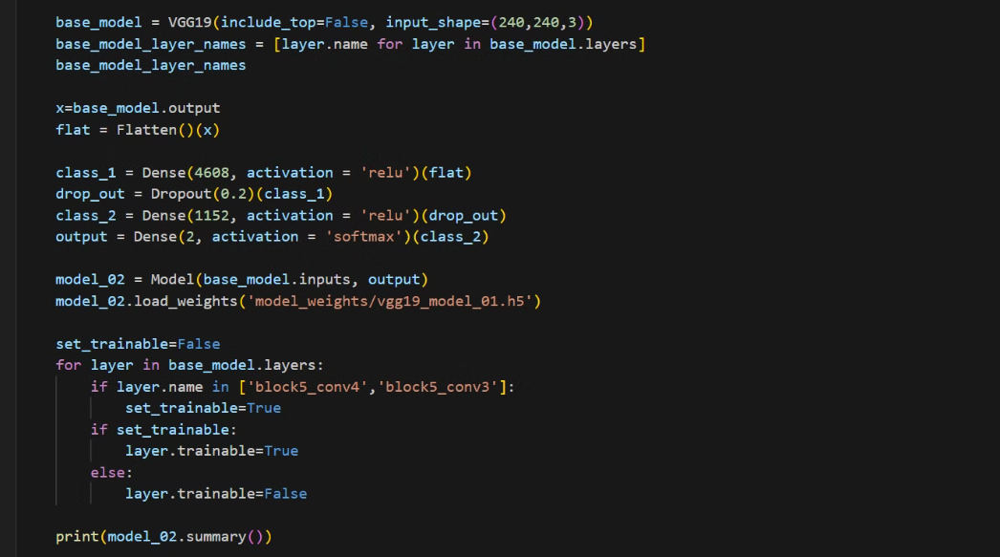 base_model = VGG19(include_top=False, input_shape=(240,240,3))
base_model_layer_names = [layer.name for layer in base_model.layers]
base_model_layer_names

x=base_model.output
flat = Flatten()(x)

class_1 = Dense(4608, activation = 'relu')(flat)
drop_out = Dropout(0.2)(class_1)
class_2 = Dense(1152, activation = 'relu')(drop_out)
output = Dense(2, activation = 'softmax')(class_2)

model_02 = Model(base_model.inputs, output)
model_02.load_weights('model_weights/vgg19_model_01.h5')

set_trainable=False
for layer in base_model.layers:
    if layer.name in ['block5_conv4','block5_conv3']:
        set_trainable=True
    if set_trainable:
        layer.trainable=True
    else:
        layer.trainable=False

print(model_02.summary())